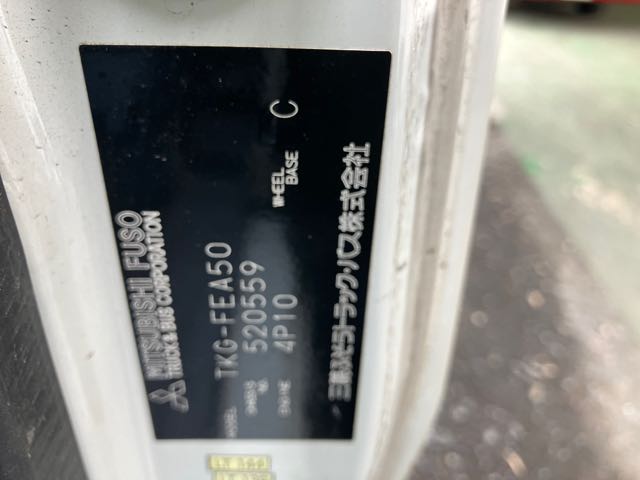 MITSUBISHI FUSO
TRUCK & BUS CORPORATION
MODEL TKG-FEA50
CHASSIS NO. 520559
ENGINE 4P10
WHEEL BASE C
三菱ふそうトラック・バス株式会社